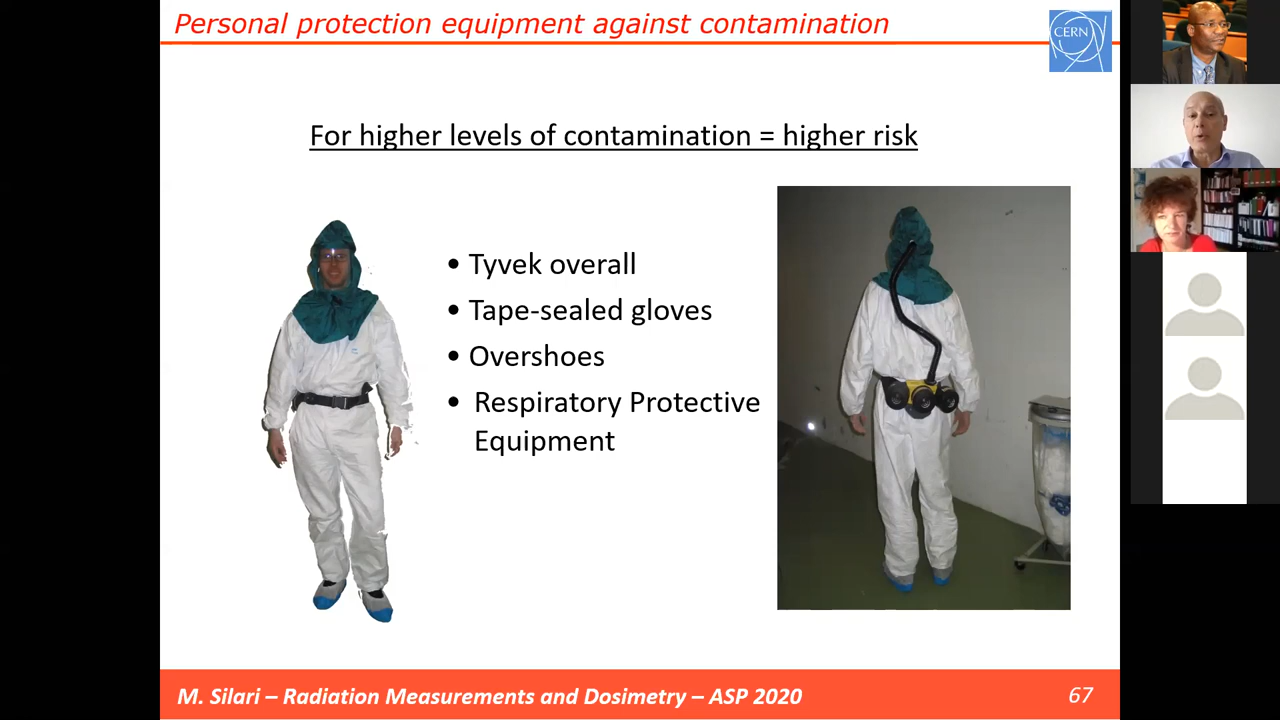 Personal protection equipment against contamination
CERN
For higher levels of contamination = higher risk
• Tyvek overall
• Tape-sealed gloves
• Overshoes
• Respiratory Protective
Equipment
M. Silari – Radiation Measurements and Dosimetry – ASP 2020
67